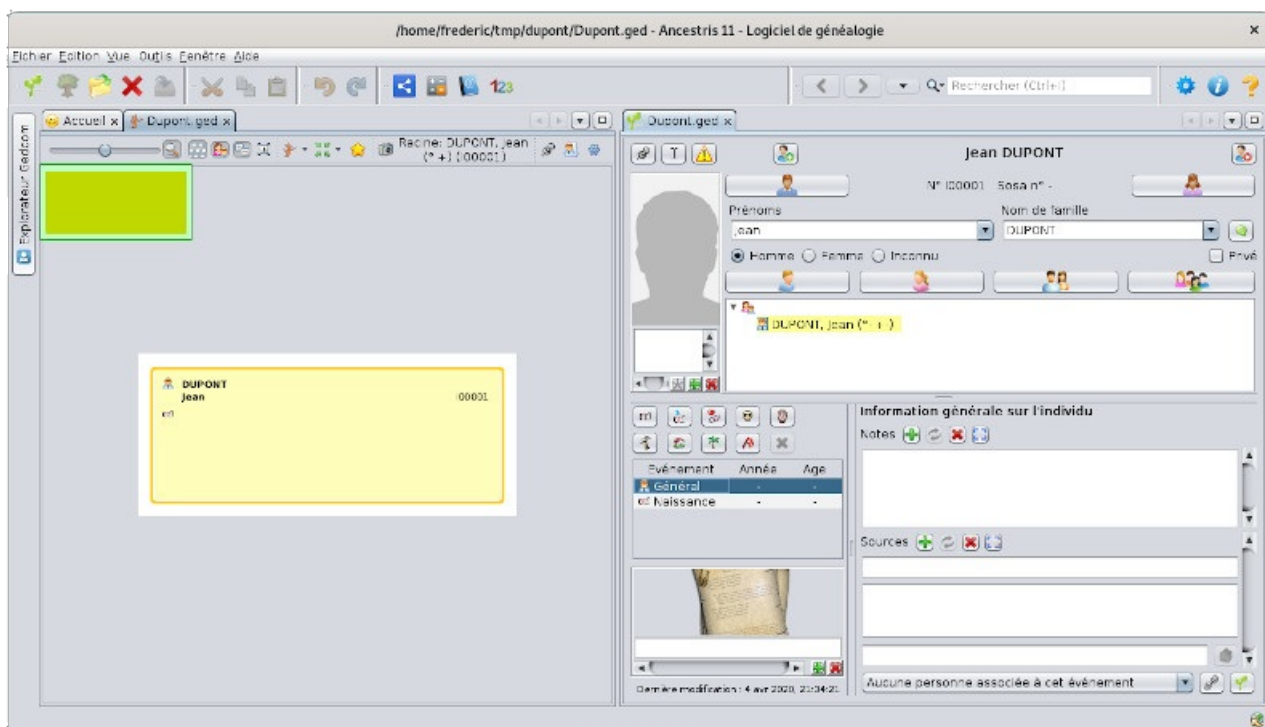 /home/frederic/tmp/dupont/Dupont.ged - Ancestris 11 - Logiciel de généalogie
Fichier Edition Vue Outils Fenêtre Aide
123
Rechercher (Ctrl+I)
Explorateur Gedcom
Accueil
Dupont.ged
Racine: DUPONT, Jean
(° +) (I00001)
DUPONT
Jean
I00001
Dupont.ged
Jean DUPONT
N° I00001 Sosa n° -
Prénoms
Nom de famille
Jean
DUPONT
Homme Femme Inconnu
Privé
DUPONT, Jean (°- +-)
Evénement Année Age
Général - -
Naissance - -
Information générale sur l'individu
Notes
Sources
Aucune personne associée à cet événement
Dernière modification : 4 avr 2020, 21:34:21